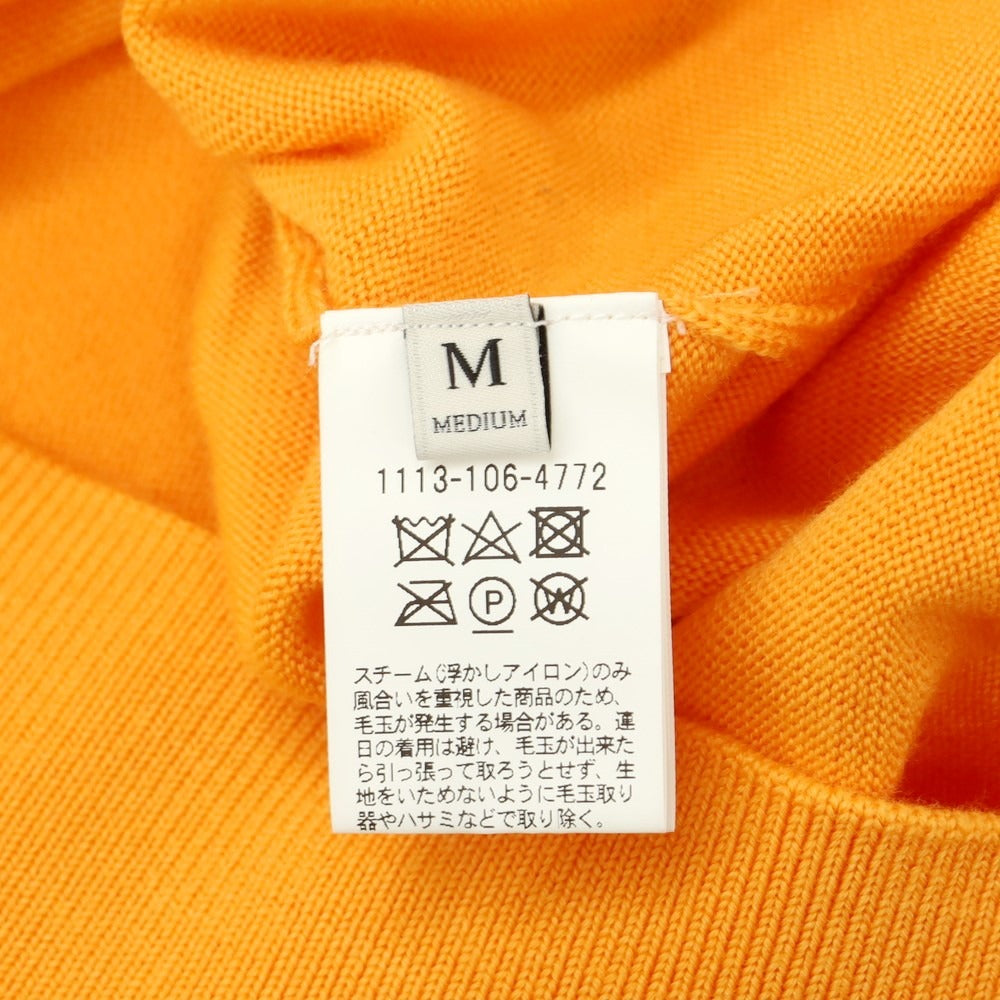 M
MEDIUM
1113-106-4772
P W
スチーム(浮かしアイロン)のみ
風合いを重視した商品のため、
毛玉が発生する場合がある。連
日の着用は避け、毛玉が出来た
ら引っ張って取ろうとせず、生
地をいためないように毛玉取り
器やハサミなどで取り除く。